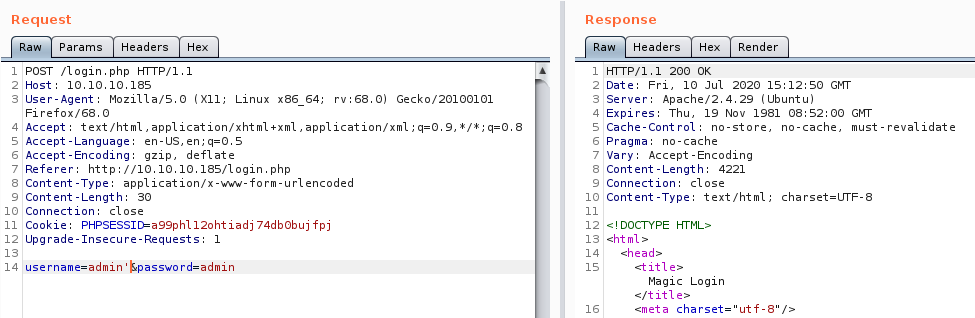 Request
Raw Params Headers Hex
1 POST /login.php HTTP/1.1
2 Host: 10.10.10.185
3 User-Agent: Mozilla/5.0 (X11; Linux x86_64; rv:68.0) Gecko/20100101
Firefox/68.0
4 Accept: text/html,application/xhtml+xml,application/xml;q=0.9,*/*;q=0.8
5 Accept-Language: en-US,en;q=0.5
6 Accept-Encoding: gzip, deflate
7 Referer: http://10.10.10.185/login.php
8 Content-Type: application/x-www-form-urlencoded
9 Content-Length: 30
10 Connection: close
11 Cookie: PHPSESSID=a99phl12ohtiadj74db0bujfpj
12 Upgrade-Insecure-Requests: 1
13
14 username=admin'&password=admin
Response
Raw Headers Hex Render
1 HTTP/1.1 200 OK
2 Date: Fri, 10 Jul 2020 15:12:50 GMT
3 Server: Apache/2.4.29 (Ubuntu)
4 Expires: Thu, 19 Nov 1981 08:52:00 GMT
5 Cache-Control: no-store, no-cache, must-revalidate
6 Pragma: no-cache
7 Vary: Accept-Encoding
8 Content-Length: 4221
9 Connection: close
10 Content-Type: text/html; charset=UTF-8
11
12 <!DOCTYPE HTML>
13 <html>
14 <head>
15 <title>
Magic Login
</title>
16 <meta charset="utf-8"/>